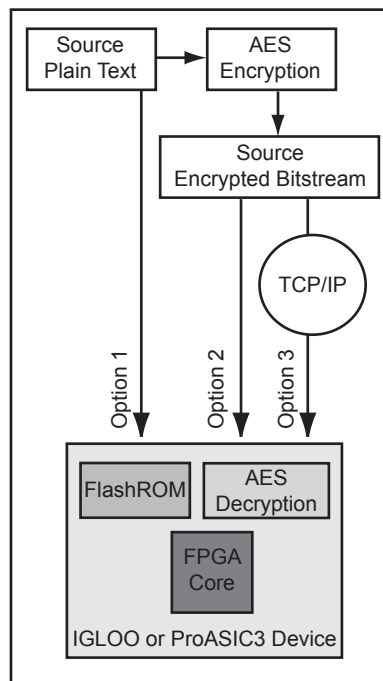 Source
Plain Text
AES
Encryption
Source
Encrypted Bitstream
TCP/IP
Option 1
Option 2
Option 3
FlashROM
AES
Decryption
FPGA
Core
IGLOO or ProASIC3 Device